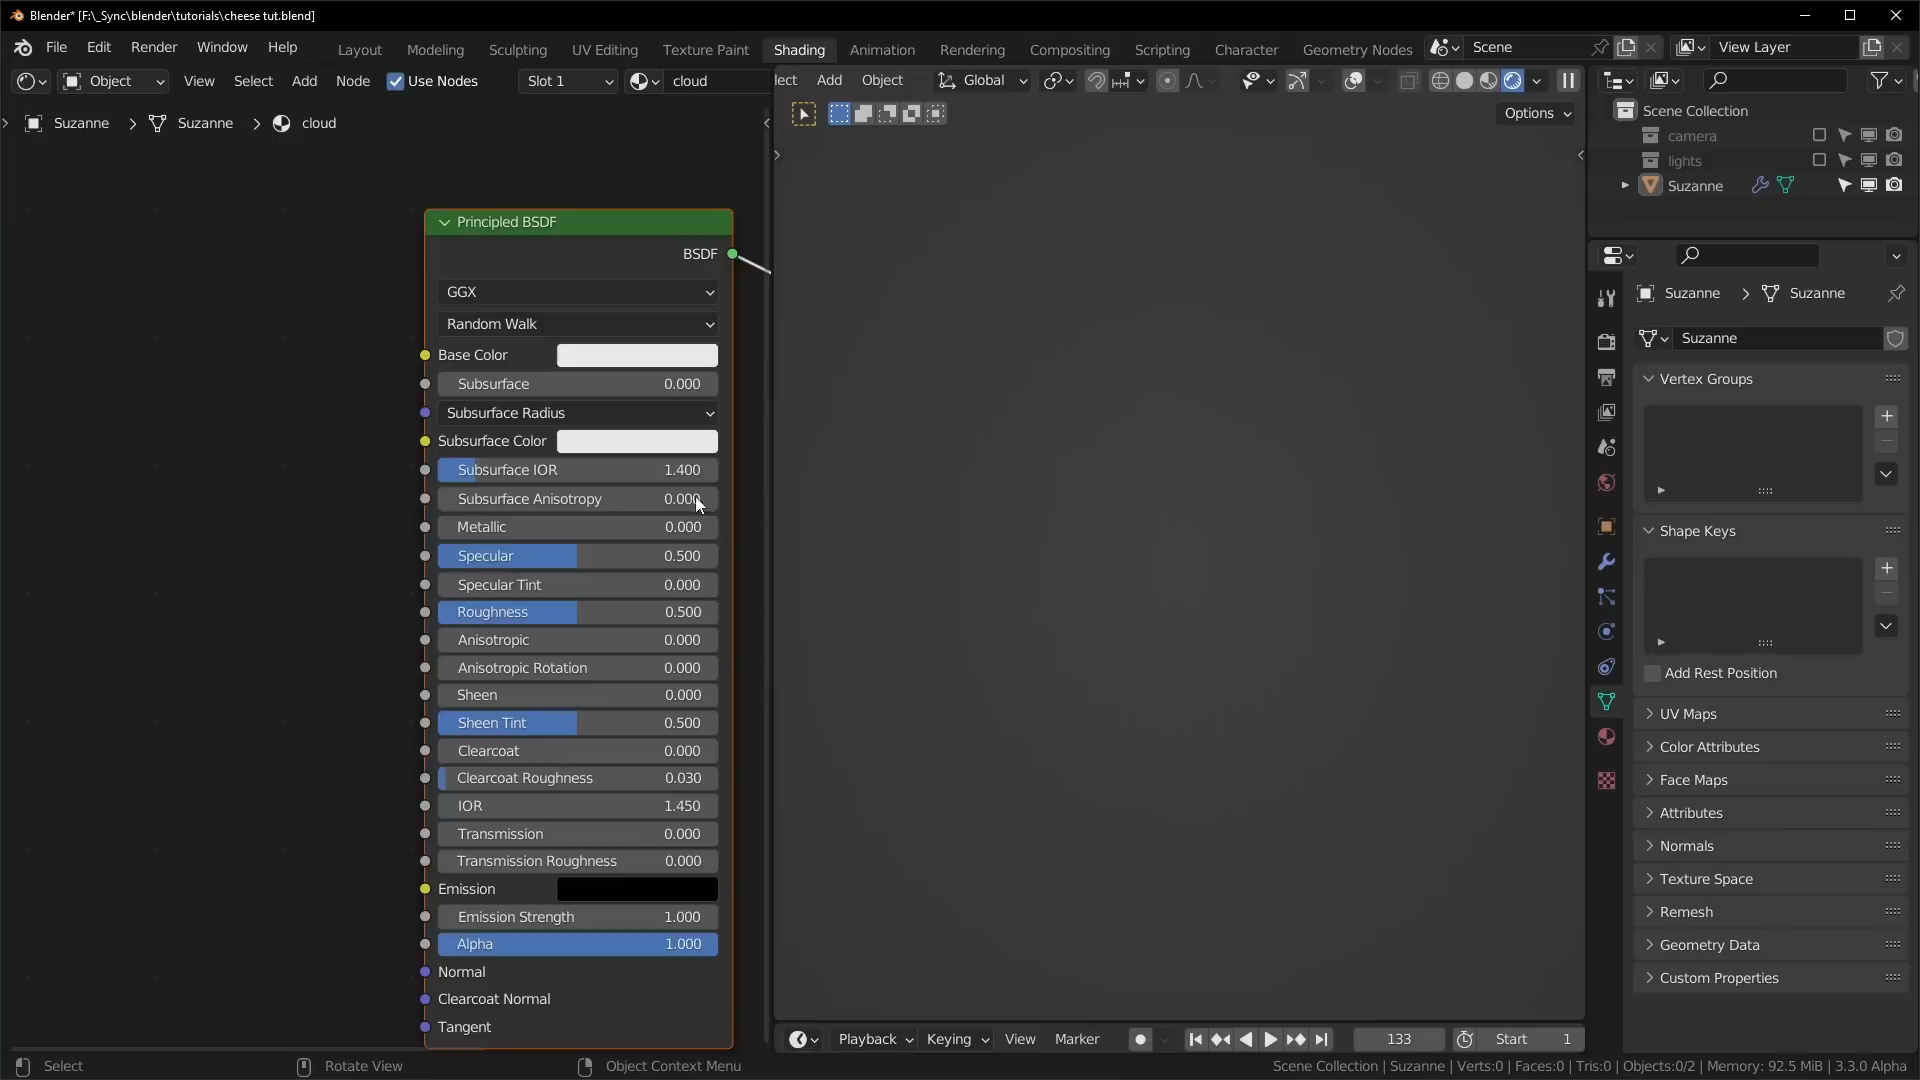 Blender* [F:\_Sync\blender\tutorials\cheese tut.blend]
File Edit Render Window Help
Layout Modeling Sculpting UV Editing Texture Paint Shading Animation Rendering Compositing Scripting Character Geometry Nodes
Scene
View Layer
Object View Select Add Node Use Nodes Slot 1 cloud
lect Add Object Global
Options
Suzanne > Suzanne > cloud
Scene Collection
camera
lights
Suzanne
Principled BSDF
BSDF
GGX
Random Walk
Base Color
Subsurface 0.000
Subsurface Radius
Subsurface Color
Subsurface IOR 1.400
Subsurface Anisotropy 0.000
Metallic 0.000
Specular 0.500
Specular Tint 0.000
Roughness 0.500
Anisotropic 0.000
Anisotropic Rotation 0.000
Sheen 0.000
Sheen Tint 0.500
Clearcoat 0.000
Clearcoat Roughness 0.030
IOR 1.450
Transmission 0.000
Transmission Roughness 0.000
Emission
Emission Strength 1.000
Alpha 1.000
Normal
Clearcoat Normal
Tangent
Suzanne > Suzanne
Suzanne
Vertex Groups
Shape Keys
Add Rest Position
UV Maps
Color Attributes
Face Maps
Attributes
Normals
Texture Space
Remesh
Geometry Data
Custom Properties
Playback Keying View Marker 133 Start 1
Select Rotate View Object Context Menu
Scene Collection | Suzanne | Verts:0 | Faces:0 | Tris:0 | Objects:0/2 | Memory: 92.5 MiB | 3.3.0 Alpha